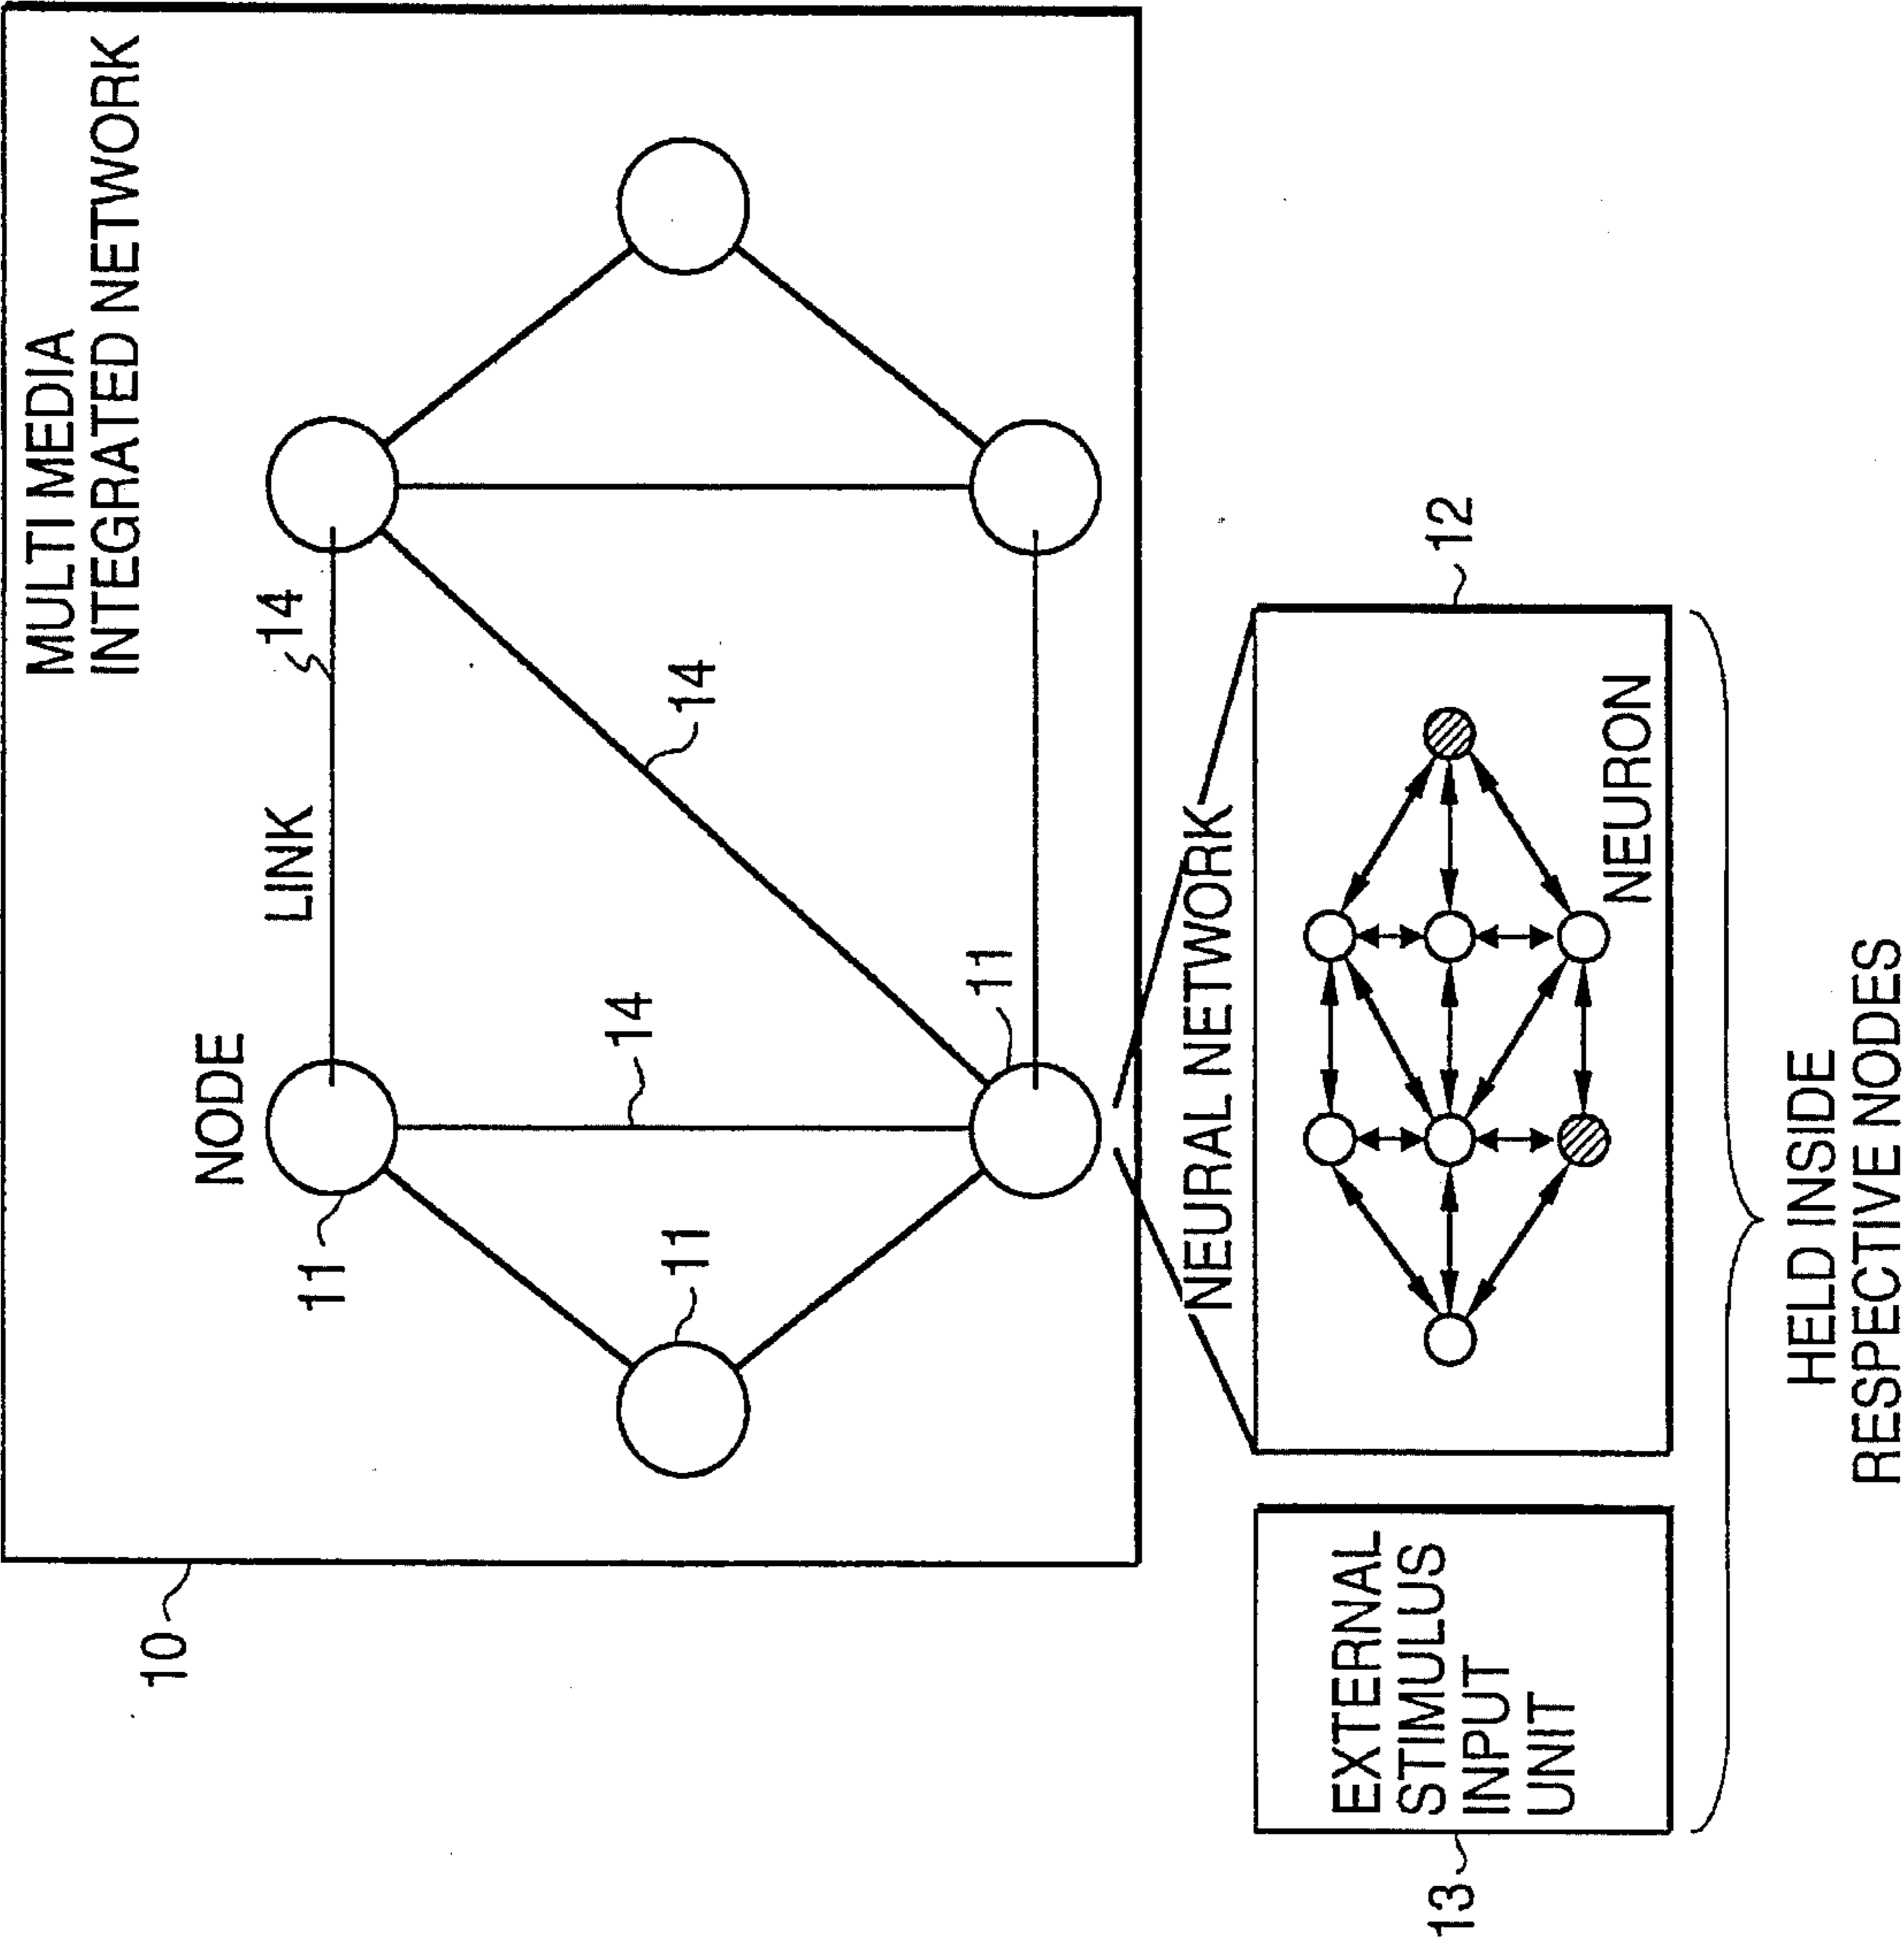 MULTI MEDIA
INTEGRATED NETWORK
10
NODE
LINK
14
11
14
14
11
11
NEURAL NETWORK
12
NEURON
EXTERNAL
STIMULUS
INPUT
UNIT
13
HELD INSIDE
RESPECTIVE NODES